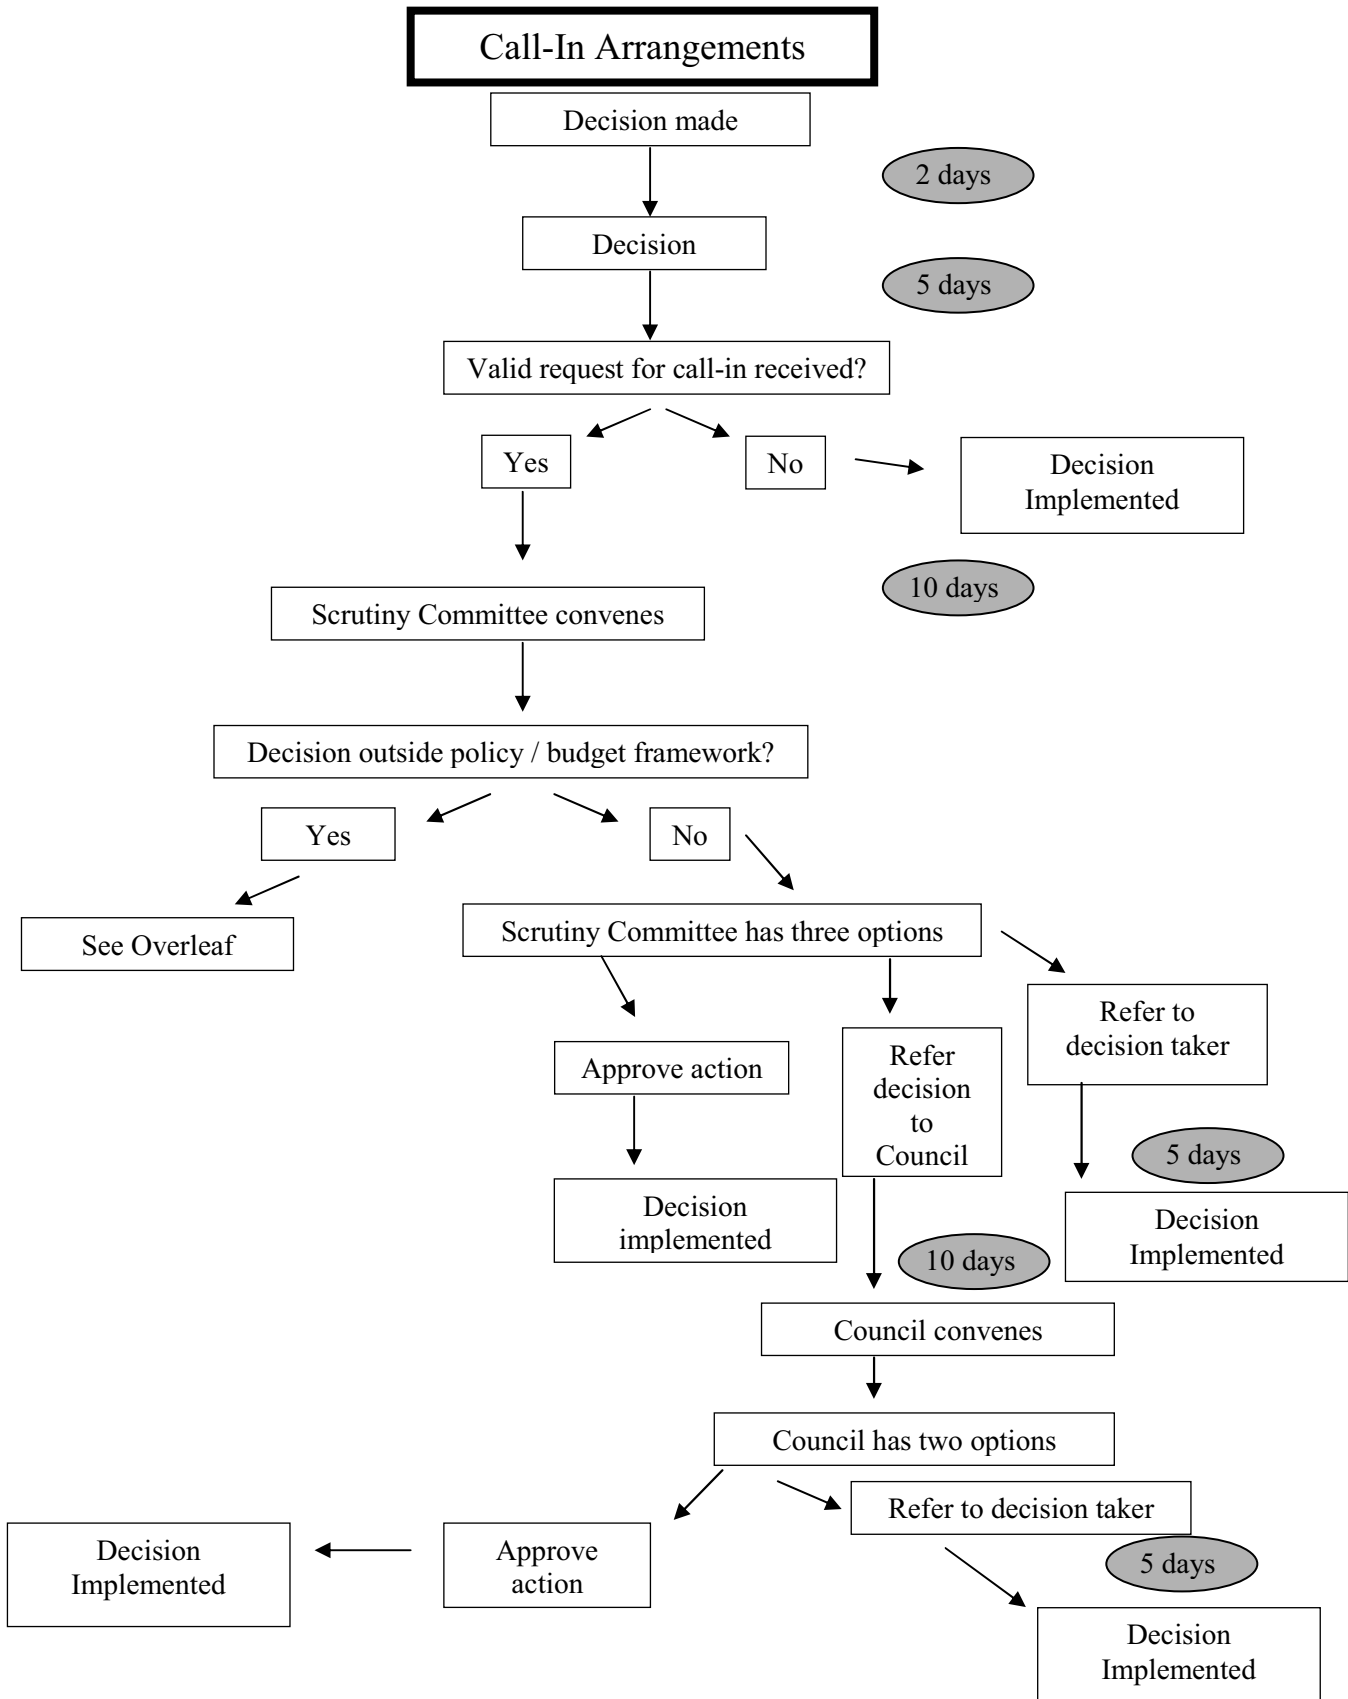 Call-In Arrangements
Decision made
2 days
Decision
5 days
Valid request for call-in received?
Yes
No
Decision
Implemented
10 days
Scrutiny Committee convenes
Decision outside policy / budget framework?
Yes
No
See Overleaf
Scrutiny Committee has three options
Approve action
Refer
decision
to
Council
Refer to
decision taker
5 days
Decision
implemented
Decision
Implemented
10 days
Council convenes
Council has two options
Refer to decision taker
Decision
Implemented
Approve
action
5 days
Decision
Implemented